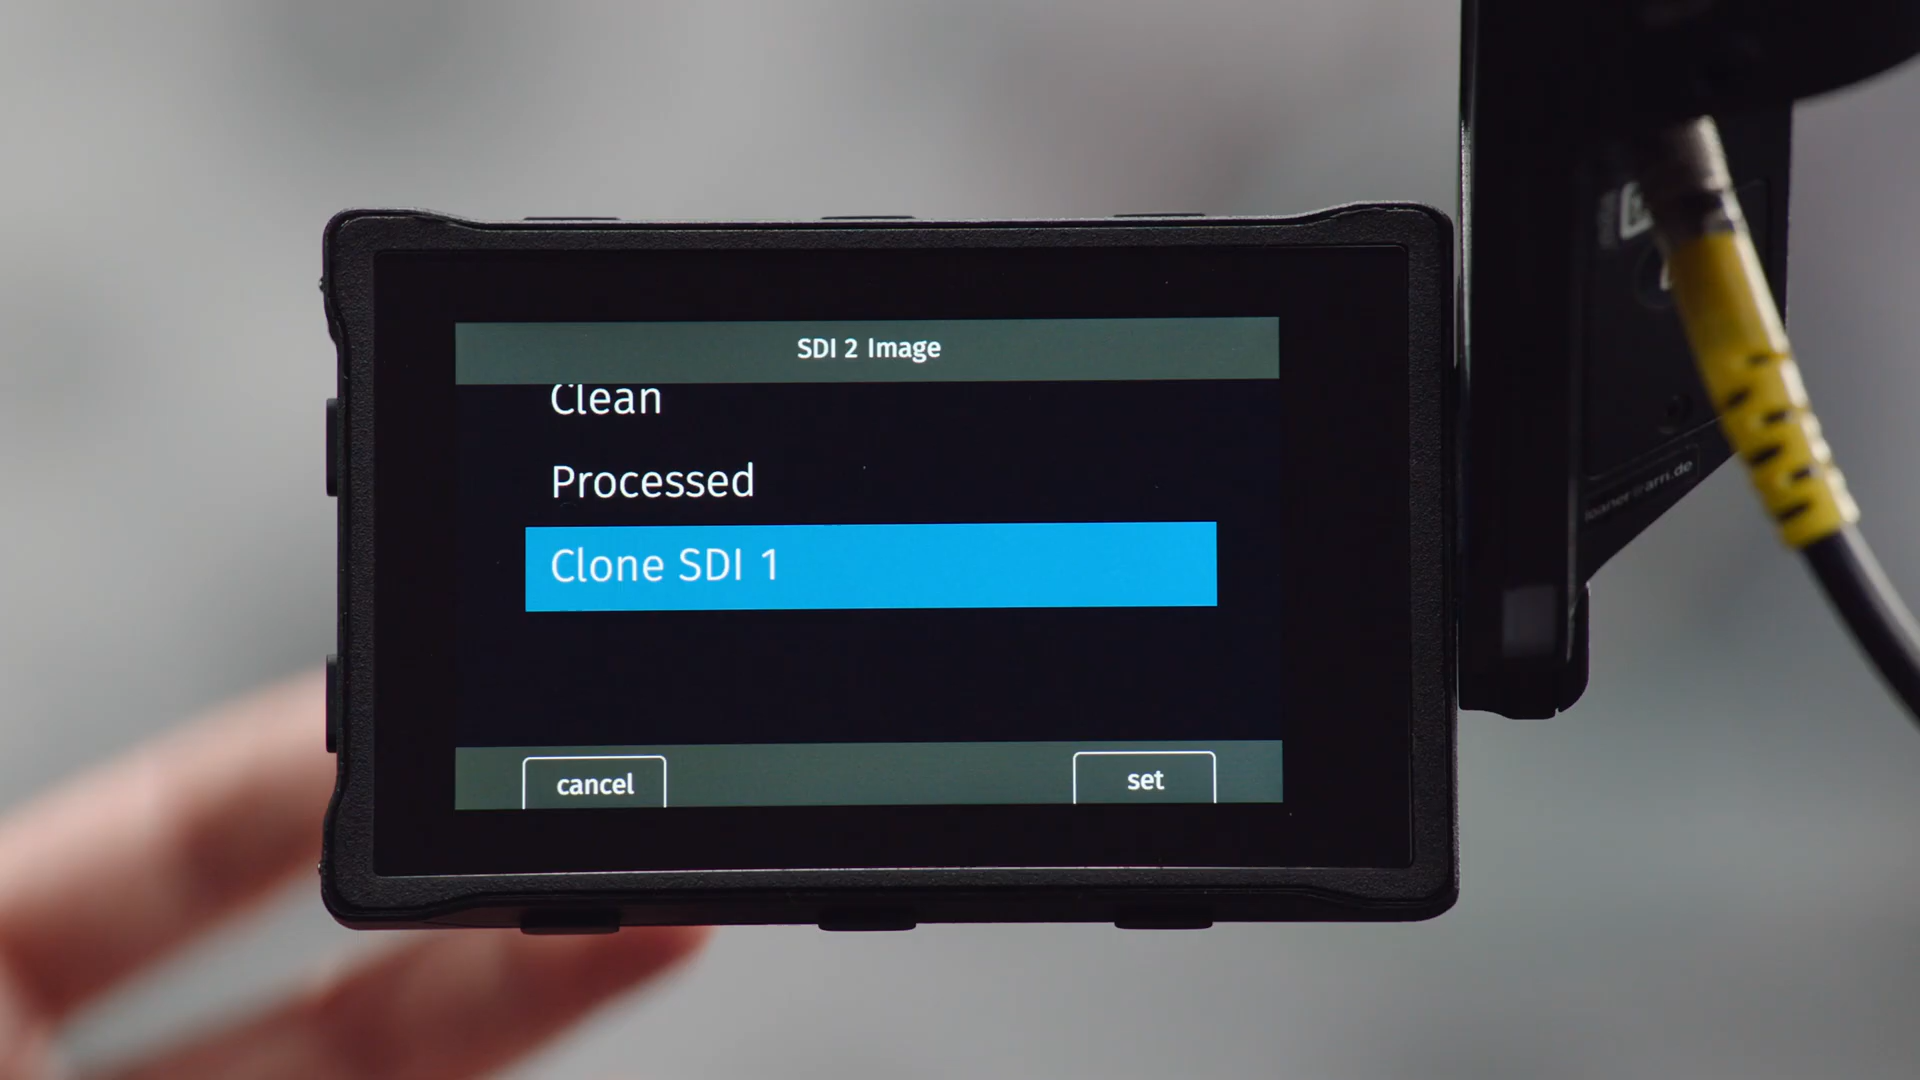 SDI 2 Image
Clean
Processed
Clone SDI 1
cancel
set